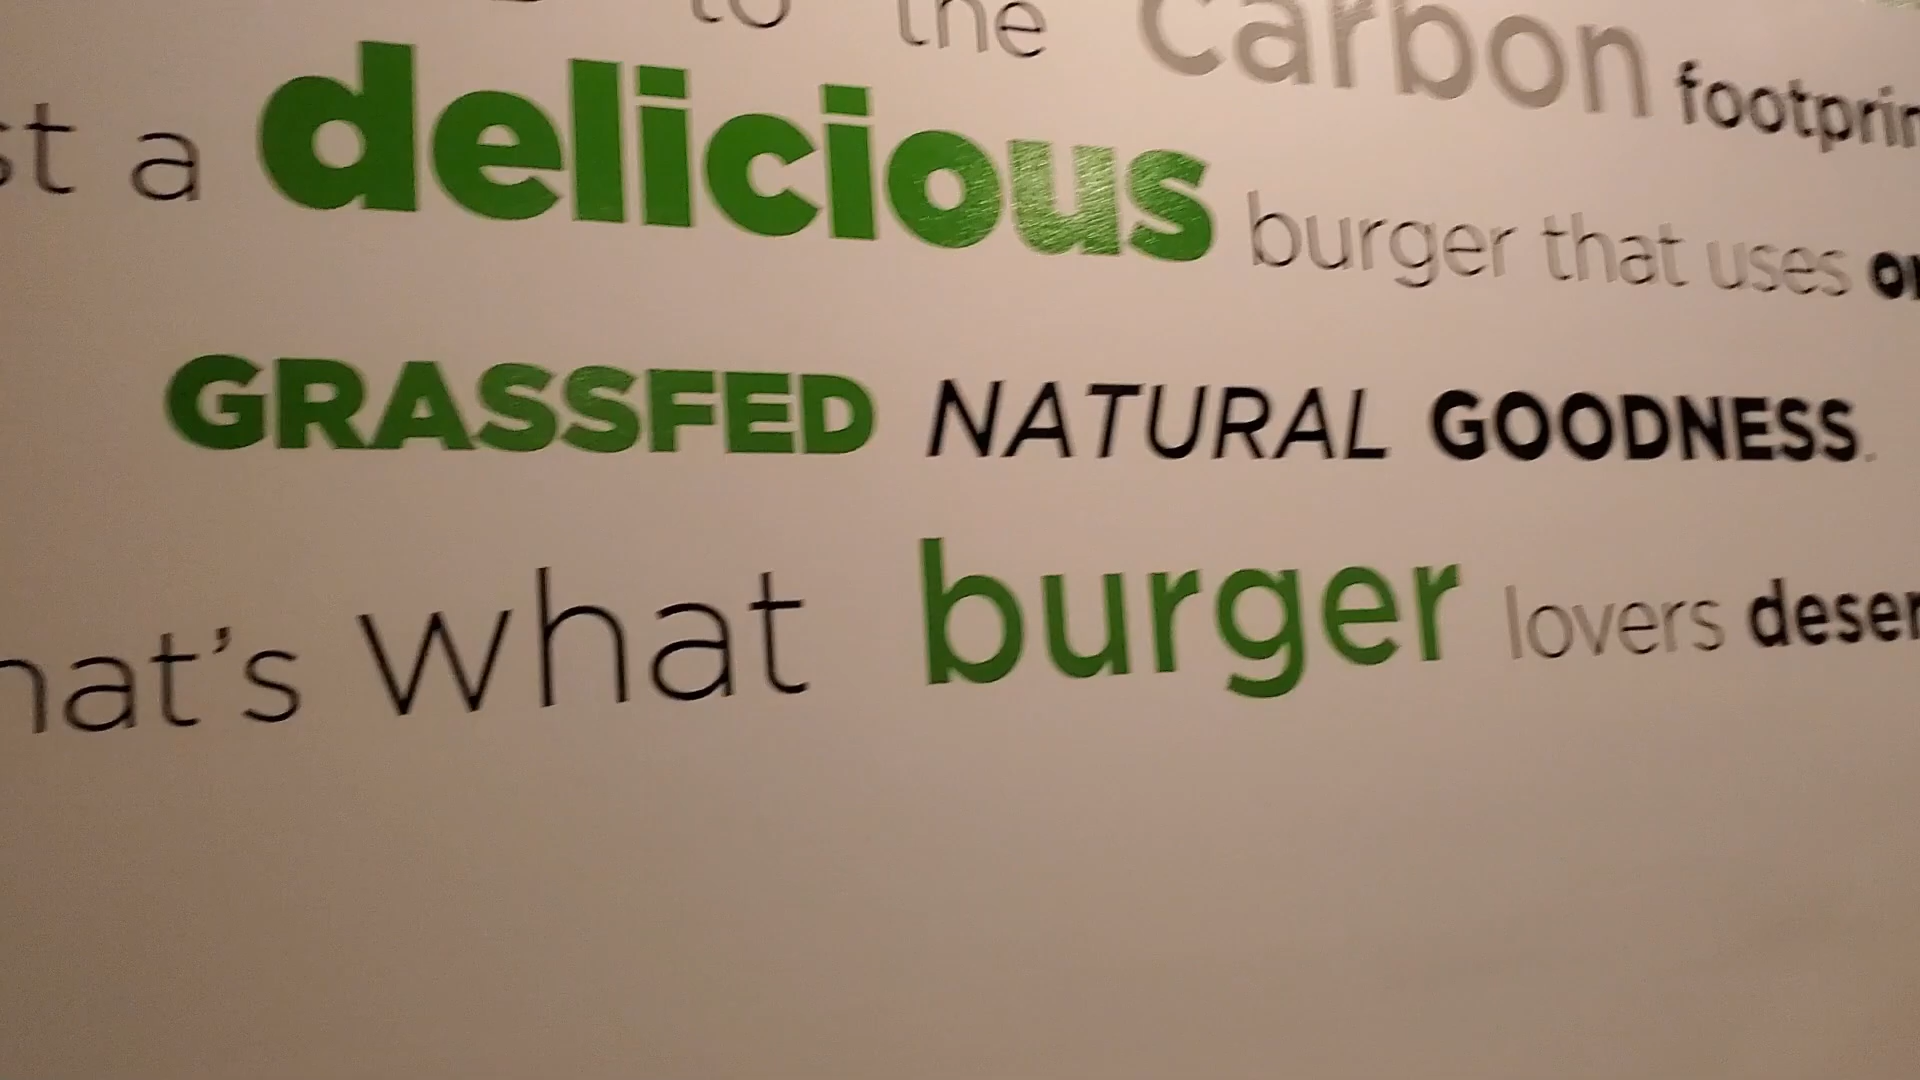 to the Carbon footprin
st a delicious burger that uses
GRASSFED NATURAL GOODNESS.
hat's what burger lovers deser